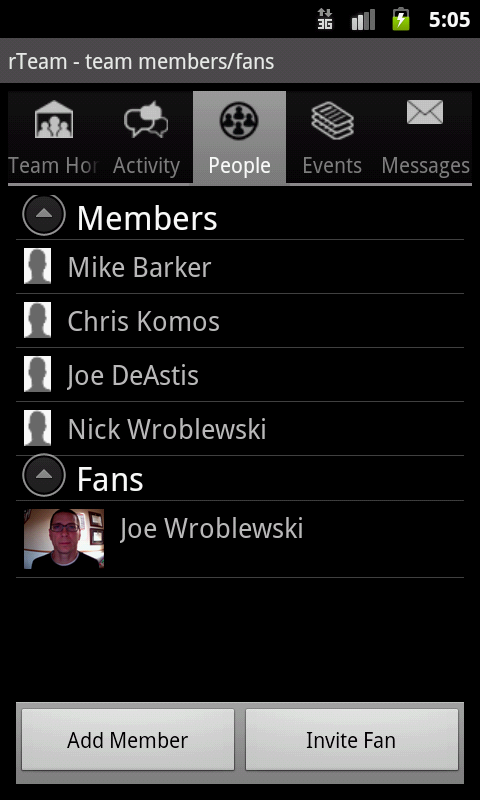 3G 5:05
rTeam - team members/fans
Team Hor Activity People Events Messages
Members
Mike Barker
Chris Komos
Joe DeAstis
Nick Wroblewski
Fans
Joe Wroblewski
Add Member Invite Fan